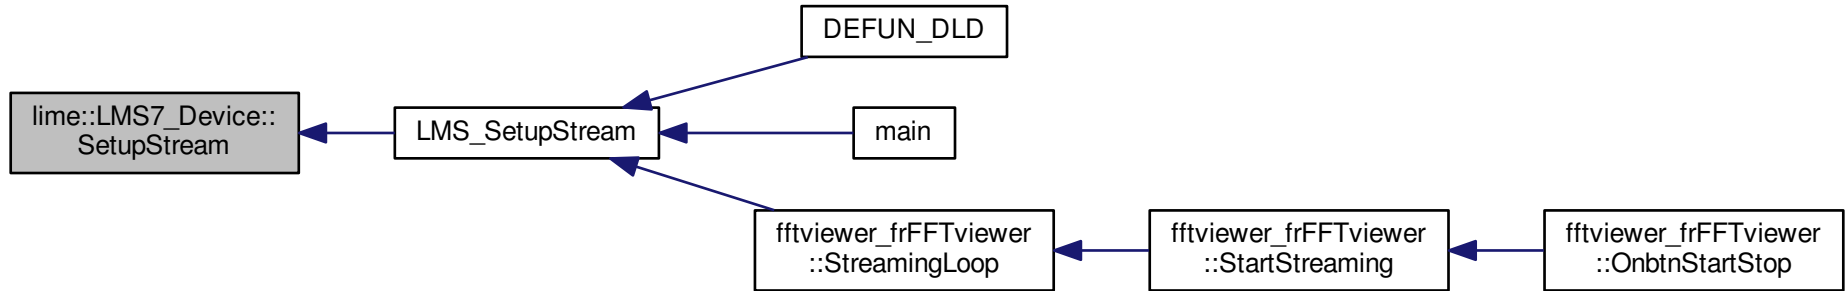 DEFUN_DLD
lime::LMS7_Device::
SetupStream
LMS_SetupStream
main
fftviewer_frFFTviewer
::StreamingLoop
fftviewer_frFFTviewer
::StartStreaming
fftviewer_frFFTviewer
::OnbtnStartStop